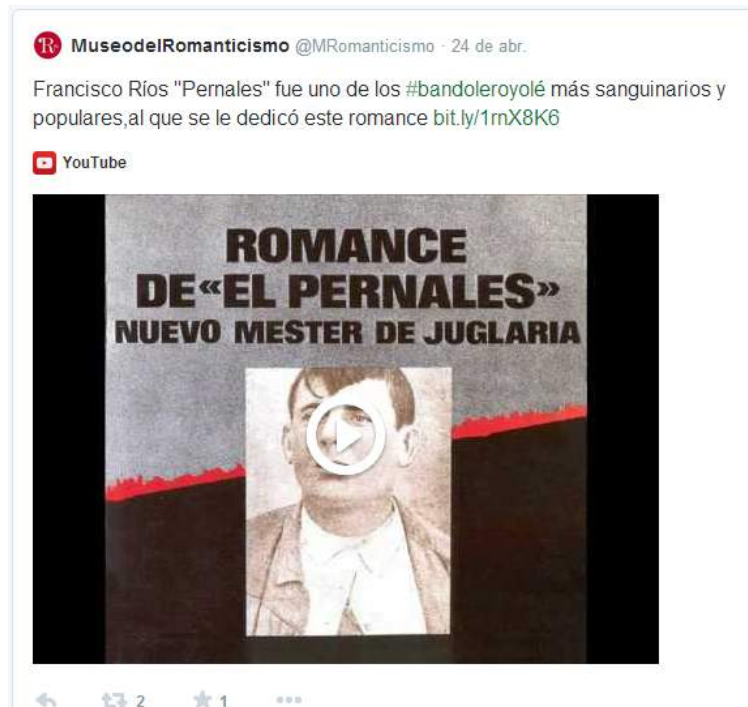 MuseodelRomanticismo @MRomanticismo · 24 de abr.
Francisco Ríos "Pernales" fue uno de los #bandoleroyolé más sanguinarios y
populares,al que se le dedicó este romance bit.ly/1rnX8K6
YouTube
ROMANCE
DE«EL PERNALES»
NUEVO MESTER DE JUGLARIA
2 1